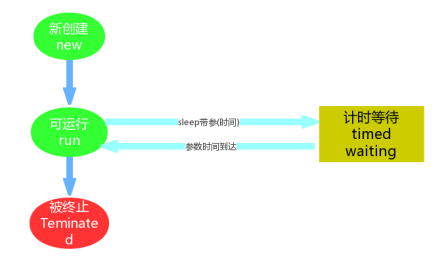 新创建
new
可运行
run
sleep带参(时间)
参数时间到达
计时等待
timed
waiting
被终止
Teminate
d